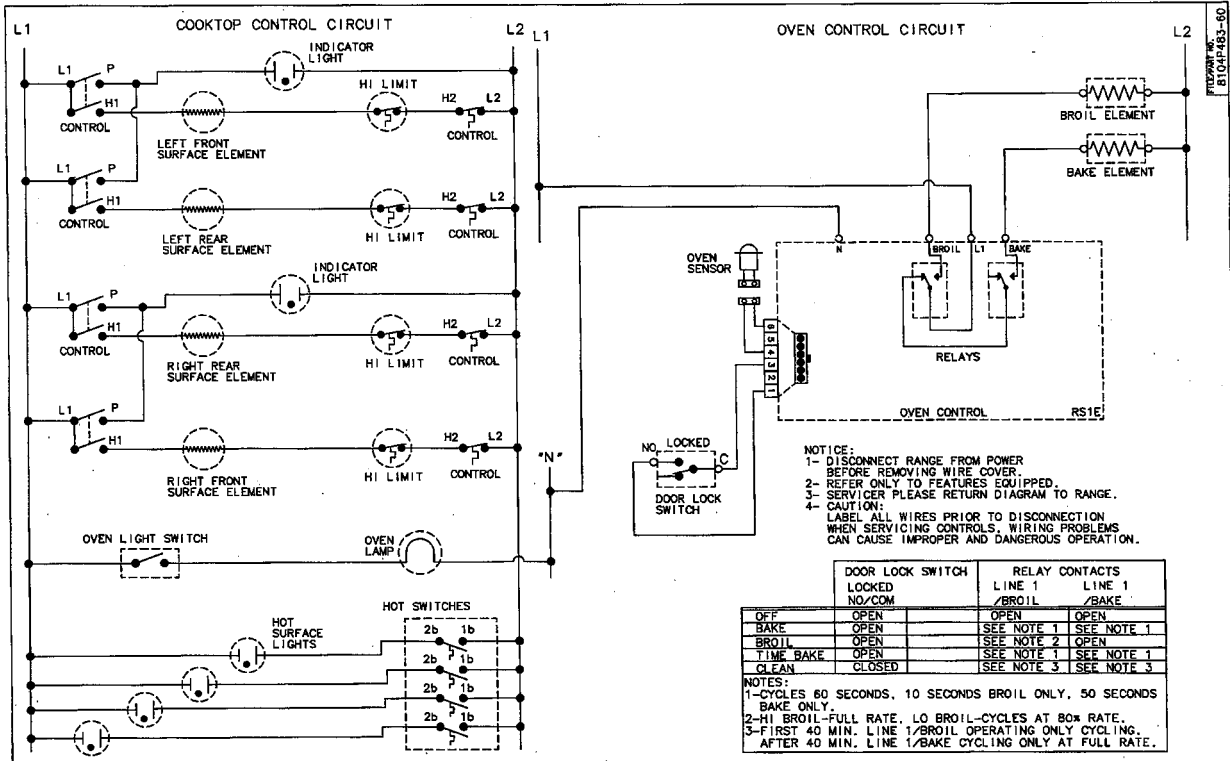 COOKTOP CONTROL CIRCUIT
OVEN CONTROL CIRCUIT
8104P483-60
L1
L2
L1
L2
INDICATOR
LIGHT
L1
P
H1
CONTROL
LEFT FRONT
SURFACE ELEMENT
HI LIMIT
H2
L2
CONTROL
L1
P
H1
CONTROL
LEFT REAR
SURFACE ELEMENT
HI LIMIT
H2
L2
CONTROL
INDICATOR
LIGHT
L1
P
H1
CONTROL
RIGHT REAR
SURFACE ELEMENT
HI LIMIT
H2
L2
CONTROL
L1
P
H1
RIGHT FRONT
SURFACE ELEMENT
HI LIMIT
H2
L2
CONTROL
OVEN LIGHT SWITCH
OVEN
LAMP
"N"
HOT SWITCHES
HOT
SURFACE
LIGHTS
2b 1b
2b 1b
2b 1b
2b 1b
BROIL ELEMENT
BAKE ELEMENT
OVEN
SENSOR
N
BROIL
L1
BAKE
RELAYS
6
5
4
3
2
1
OVEN CONTROL
RS1E
NO
LOCKED
C
DOOR LOCK
SWITCH
NOTICE:
1- DISCONNECT RANGE FROM POWER
BEFORE REMOVING WIRE COVER.
2- REFER ONLY TO FEATURES EQUIPPED.
3- SERVICER PLEASE RETURN DIAGRAM TO RANGE.
4- CAUTION:
LABEL ALL WIRES PRIOR TO DISCONNECTION
WHEN SERVICING CONTROLS. WIRING PROBLEMS
CAN CAUSE IMPROPER AND DANGEROUS OPERATION.
DOOR LOCK SWITCH RELAY CONTACTS
LOCKED LINE 1 LINE 1
NO/COM /BROIL /BAKE
OFF OPEN OPEN OPEN
BAKE OPEN SEE NOTE 1 SEE NOTE 1
BROIL OPEN SEE NOTE 2 OPEN
TIME BAKE OPEN SEE NOTE 1 SEE NOTE 1
CLEAN CLOSED SEE NOTE 3 SEE NOTE 3
NOTES:
1-CYCLES 60 SECONDS, 10 SECONDS BROIL ONLY, 50 SECONDS
BAKE ONLY.
2-HI BROIL-FULL RATE, LO BROIL-CYCLES AT 80% RATE.
3-FIRST 40 MIN. LINE 1/BROIL OPERATING ONLY CYCLING.
AFTER 40 MIN. LINE 1/BAKE CYCLING ONLY AT FULL RATE.